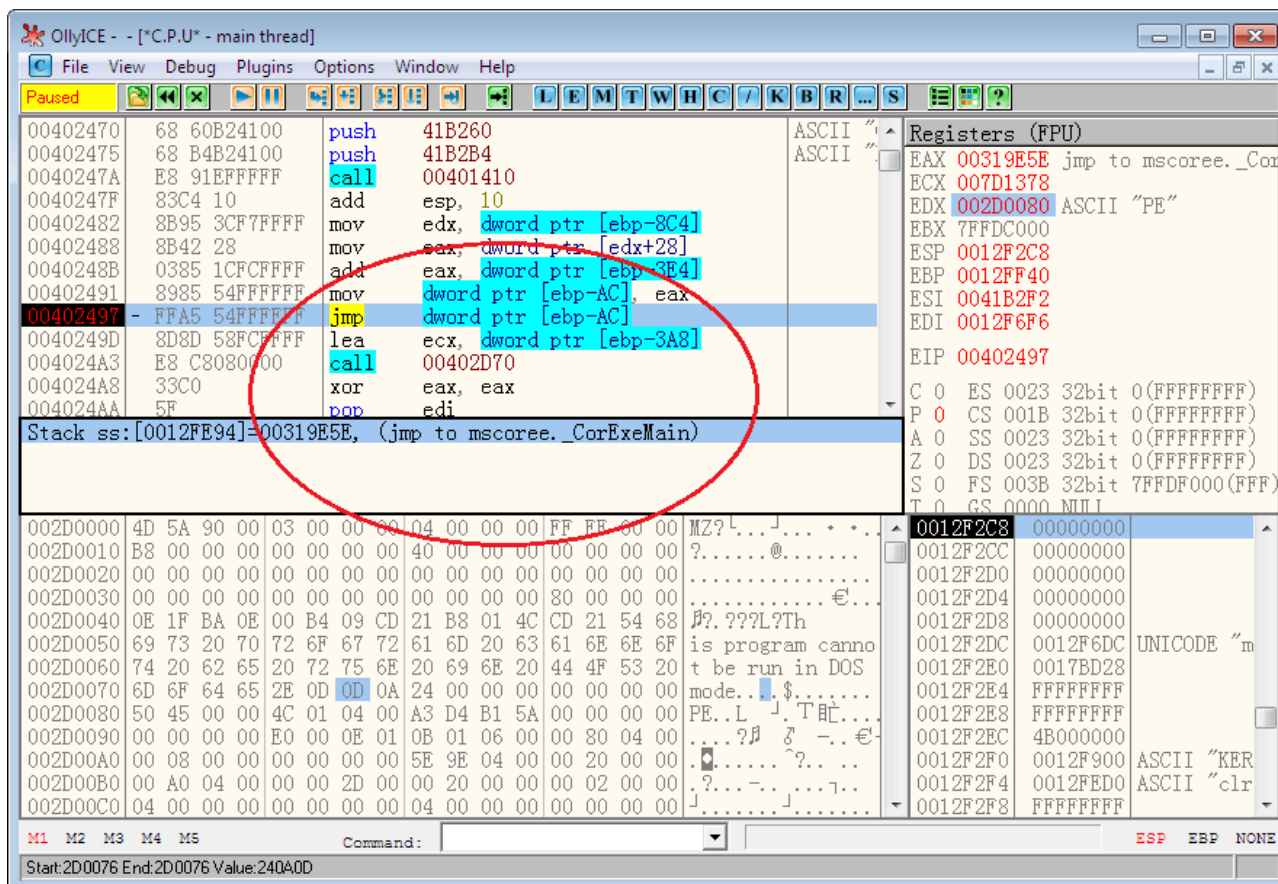 OllyICE - - [*C.P.U* - main thread]
C File View Debug Plugins Options Window Help
Paused L E M T W H C / K B R ... S ?
00402470 68 60B24100 push 41B260 ASCII "
00402475 68 B4B24100 push 41B2B4 ASCII "
0040247A E8 91EFFFFF call 00401410
0040247F 83C4 10 add esp, 10
00402482 8B95 3CF7FFFF mov edx, dword ptr [ebp-8C4]
00402488 8B42 28 mov eax, dword ptr [edx+28]
0040248B 0385 1CFCFFFF add eax, dword ptr [ebp-3E4]
00402491 8985 54FFFFFF mov dword ptr [ebp-AC], eax
00402497 - FFA5 54FFFFFF jmp dword ptr [ebp-AC]
0040249D 8D8D 58FCFFFF lea ecx, dword ptr [ebp-3A8]
004024A3 E8 C8080000 call 00402D70
004024A8 33C0 xor eax, eax
004024AA 5F pop edi
Stack ss:[0012FE94]=00319E5E, (jmp to mscoree._CorExeMain)
Registers (FPU)
EAX 00319E5E jmp to mscoree._Cor
ECX 007D1378
EDX 002D0080 ASCII "PE"
EBX 7FFDC000
ESP 0012F2C8
EBP 0012FF40
ESI 0041B2F2
EDI 0012F6F6
EIP 00402497
C 0 ES 0023 32bit 0(FFFFFFFF)
P 0 CS 001B 32bit 0(FFFFFFFF)
A 0 SS 0023 32bit 0(FFFFFFFF)
Z 0 DS 0023 32bit 0(FFFFFFFF)
S 0 FS 003B 32bit 7FFDF000(FFF)
T 0 GS 0000 NULL
002D0000 4D 5A 90 00 03 00 00 00 04 00 00 00 FF FF 00 00 MZ?
002D0010 B8 00 00 00 00 00 00 00 40 00 00 00 00 00 00 00 ?.......@.......
002D0020 00 00 00 00 00 00 00 00 00 00 00 00 00 00 00 00 ................
002D0030 00 00 00 00 00 00 00 00 00 00 00 00 80 00 00 00 ............€...
002D0040 0E 1F BA 0E 00 B4 09 CD 21 B8 01 4C CD 21 54 68 ?.???L?Th
002D0050 69 73 20 70 72 6F 67 72 61 6D 20 63 61 6E 6E 6F is program canno
002D0060 74 20 62 65 20 72 75 6E 20 69 6E 20 44 4F 53 20 t be run in DOS
002D0070 6D 6F 64 65 2E 0D 0D 0A 24 00 00 00 00 00 00 00 mode....$.......
002D0080 50 45 00 00 4C 01 04 00 A3 D4 B1 5A 00 00 00 00 PE..L
002D0090 00 00 00 00 E0 00 0E 01 0B 01 06 00 00 80 04 00
002D00A0 00 08 00 00 00 00 00 00 5E 9E 04 00 00 20 00 00
002D00B0 00 A0 04 00 00 00 2D 00 00 20 00 00 00 02 00 00
002D00C0 04 00 00 00 00 00 00 00 04 00 00 00 00 00 00 00
0012F2C8 00000000
0012F2CC 00000000
0012F2D0 00000000
0012F2D4 00000000
0012F2D8 00000000
0012F2DC 0012F6DC UNICODE "m
0012F2E0 0017BD28
0012F2E4 FFFFFFFF
0012F2E8 FFFFFFFF
0012F2EC 4B000000
0012F2F0 0012F900 ASCII "KER
0012F2F4 0012FED0 ASCII "clr
0012F2F8 FFFFFFFF
M1 M2 M3 M4 M5 Command: ESP EBP NONE
Start:2D0076 End:2D0076 Value:240A0D